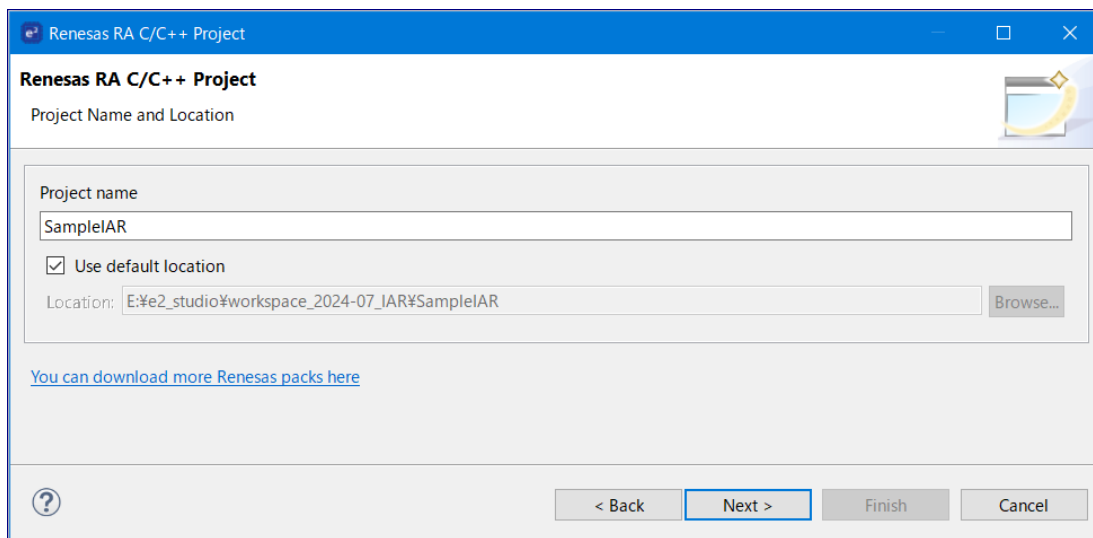 e² Renesas RA C/C++ Project
Renesas RA C/C++ Project
Project Name and Location
Project name
SampleIAR
Use default location
Location: E:¥e2_studio¥workspace_2024-07_IAR¥SampleIAR Browse...
You can download more Renesas packs here
? < Back Next > Finish Cancel